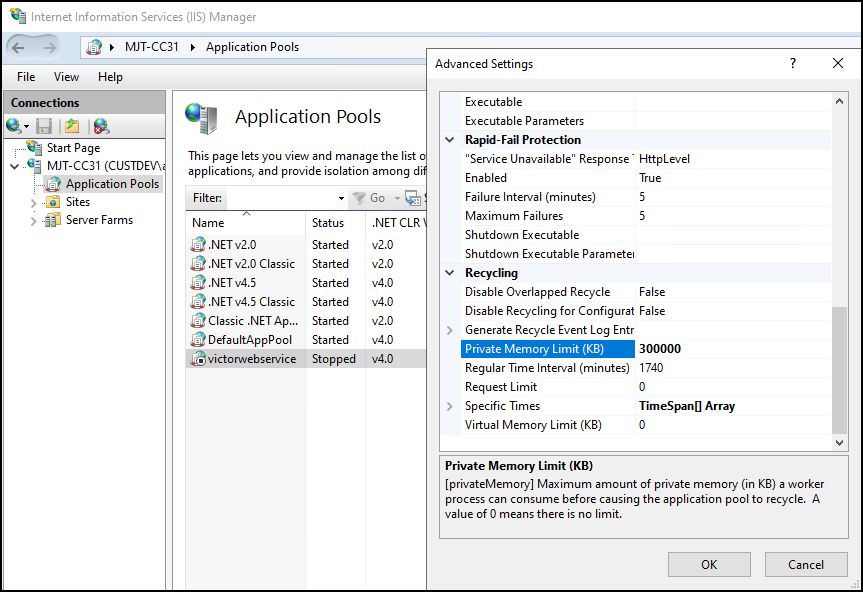 Internet Information Services (IIS) Manager
MJT-CC31 Application Pools
File View Help
Connections
Start Page
MJT-CC31 (CUSTDEV\a
Application Pools
Sites
Server Farms
Application Pools
This page lets you view and manage the list o
applications, and provide isolation among dif
Filter: Go
Name Status .NET CLR
.NET v2.0 Started v2.0
.NET v2.0 Classic Started v2.0
.NET v4.5 Started v4.0
.NET v4.5 Classic Started v4.0
Classic .NET Ap... Started v2.0
DefaultAppPool Started v4.0
victorwebservice Stopped v4.0
Advanced Settings ?
Executable
Executable Parameters
Rapid-Fail Protection
"Service Unavailable" Response HttpLevel
Enabled True
Failure Interval (minutes) 5
Maximum Failures 5
Shutdown Executable
Shutdown Executable Parameter
Recycling
Disable Overlapped Recycle False
Disable Recycling for Configurat False
Generate Recycle Event Log Entr
Private Memory Limit (KB) 300000
Regular Time Interval (minutes) 1740
Request Limit 0
Specific Times TimeSpan[] Array
Virtual Memory Limit (KB) 0
Private Memory Limit (KB)
[privateMemory] Maximum amount of private memory (in KB) a worker
process can consume before causing the application pool to recycle. A
value of 0 means there is no limit.
OK Cancel